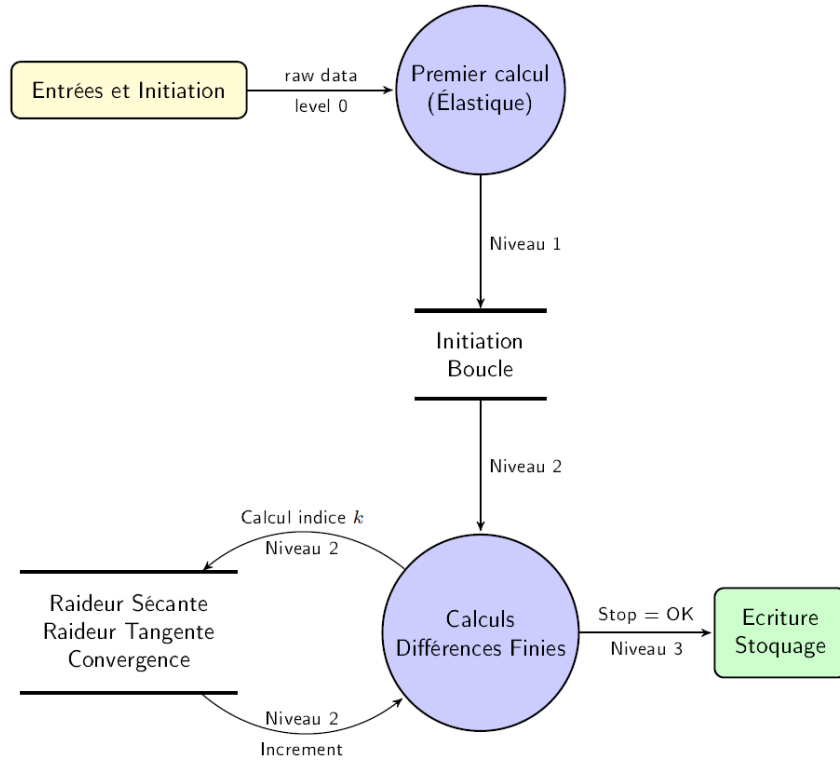 Entrées et Initiation
raw data
level 0
Premier calcul
(Élastique)
Niveau 1
Initiation
Boucle
Niveau 2
Calcul indice k
Niveau 2
Raideur Sécante
Raideur Tangente
Convergence
Niveau 2
Increment
Calculs
Différences Finies
Stop = OK
Niveau 3
Ecriture
Stoquage